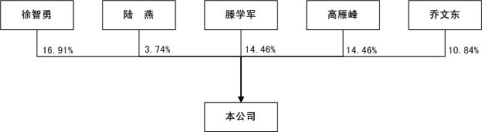 徐智勇 陆　燕 滕学军 高雁峰 乔文东
16.91% 3.74% 14.46% 14.46% 10.84%
本公司